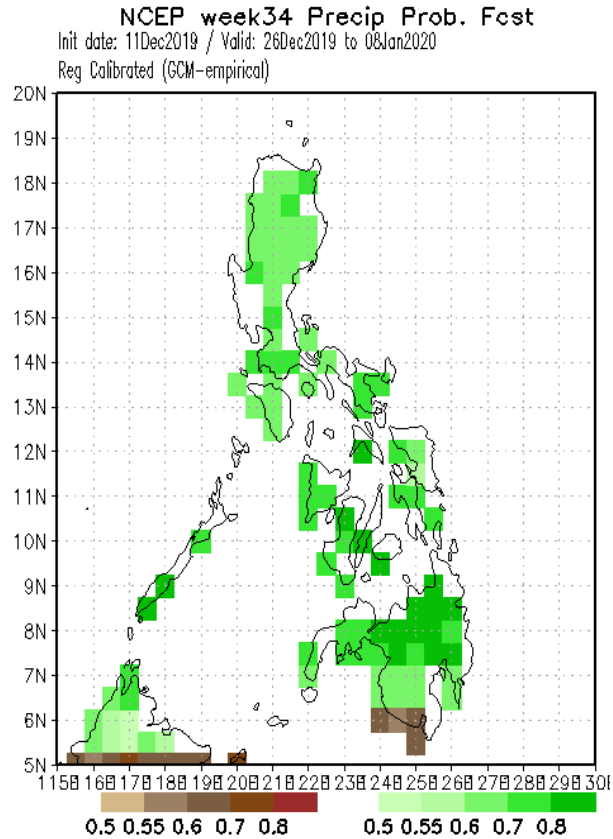 NCEP week34 Precip Prob. Fcst
Init date: 11Dec2019 / Valid: 26Dec2019 to 08Jan2020
Reg Calibrated (GCM-empirical)
20N
19N
18N
17N
16N
15N
14N
13N
12N
11N
10N
9N
8N
7N
6N
5N
115E 116E 117E 118E 119E 120E 121E 122E 123E 124E 125E 126E 127E 128E 129E 130E
0.5 0.55 0.6 0.7 0.8 0.5 0.55 0.6 0.7 0.8